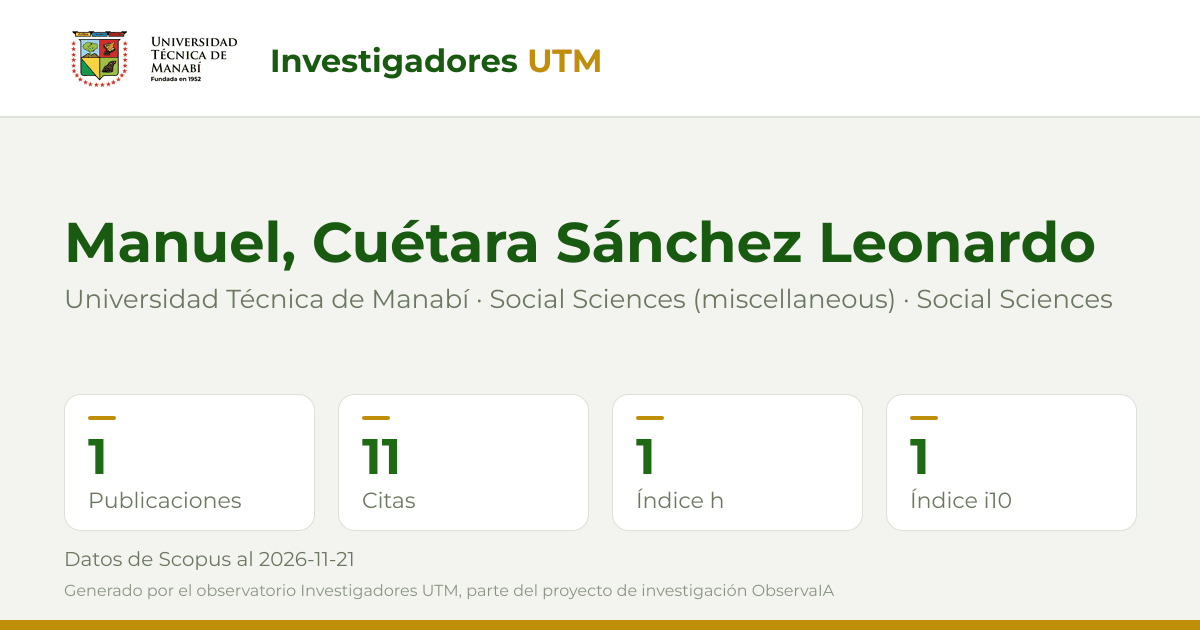 UNIVERSIDAD
TÉCNICA DE
MANABÍ
Fundada en 1952
Investigadores UTM
Manuel, Cuétara Sánchez Leonardo
Universidad Técnica de Manabí · Social Sciences (miscellaneous) · Social Sciences
1
Publicaciones
11
Citas
1
Índice h
1
Índice i10
Datos de Scopus al 2026-11-21
Generado por el observatorio Investigadores UTM, parte del proyecto de investigación ObservaIA